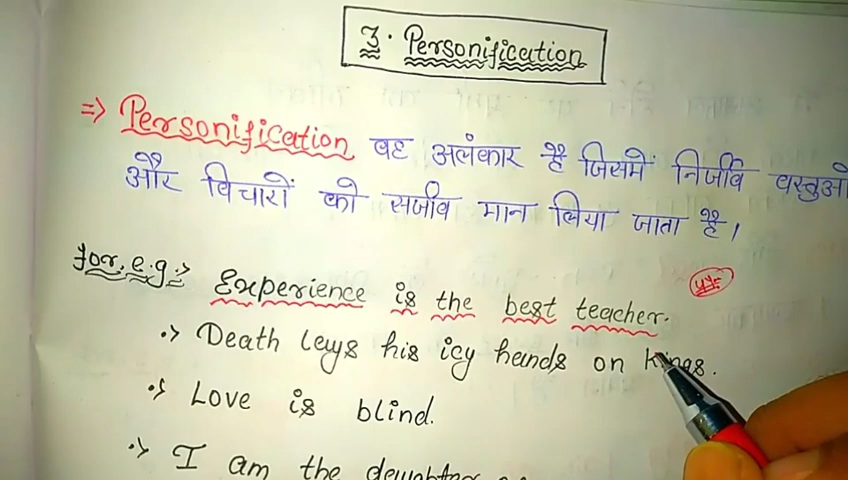 3. Personification
=> Personification वह अलंकार है जिसमें निर्जीव वस्तुओ
और विचारों को सजीव मान लिया जाता है।
for. e.g:> Experience is the best teacher.
Death leys his icy hands on kings.
Love is blind.
I am the